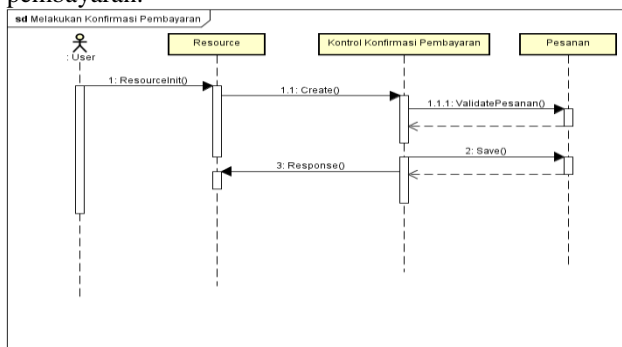 pembayaran.
sd Melakukan Konfirmasi Pembayaran
: User
Resource
Kontrol Konfirmasi Pembayaran
Pesanan
1: ResourceInit()
1.1: Create()
1.1.1: ValidatePesanan()
2: Save()
3: Response()